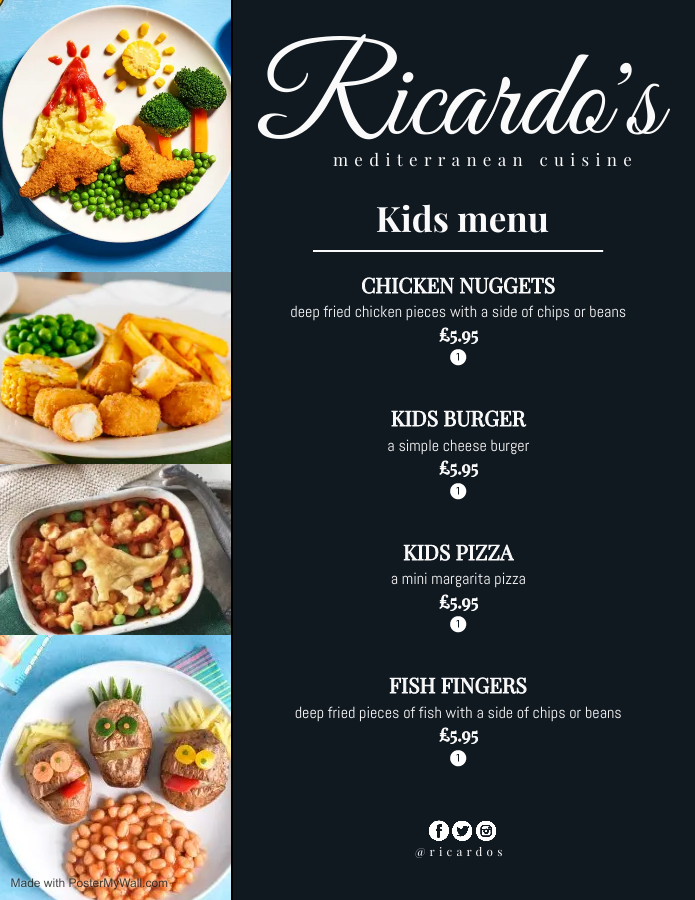 Ricardo's
mediterranean cuisine
Kids menu
CHICKEN NUGGETS
deep fried chicken pieces with a side of chips or beans
£5.95
1
KIDS BURGER
a simple cheese burger
£5.95
1
KIDS PIZZA
a mini margarita pizza
£5.95
1
FISH FINGERS
deep fried pieces of fish with a side of chips or beans
£5.95
1
@ricardos
Made with PosterMyWall.com